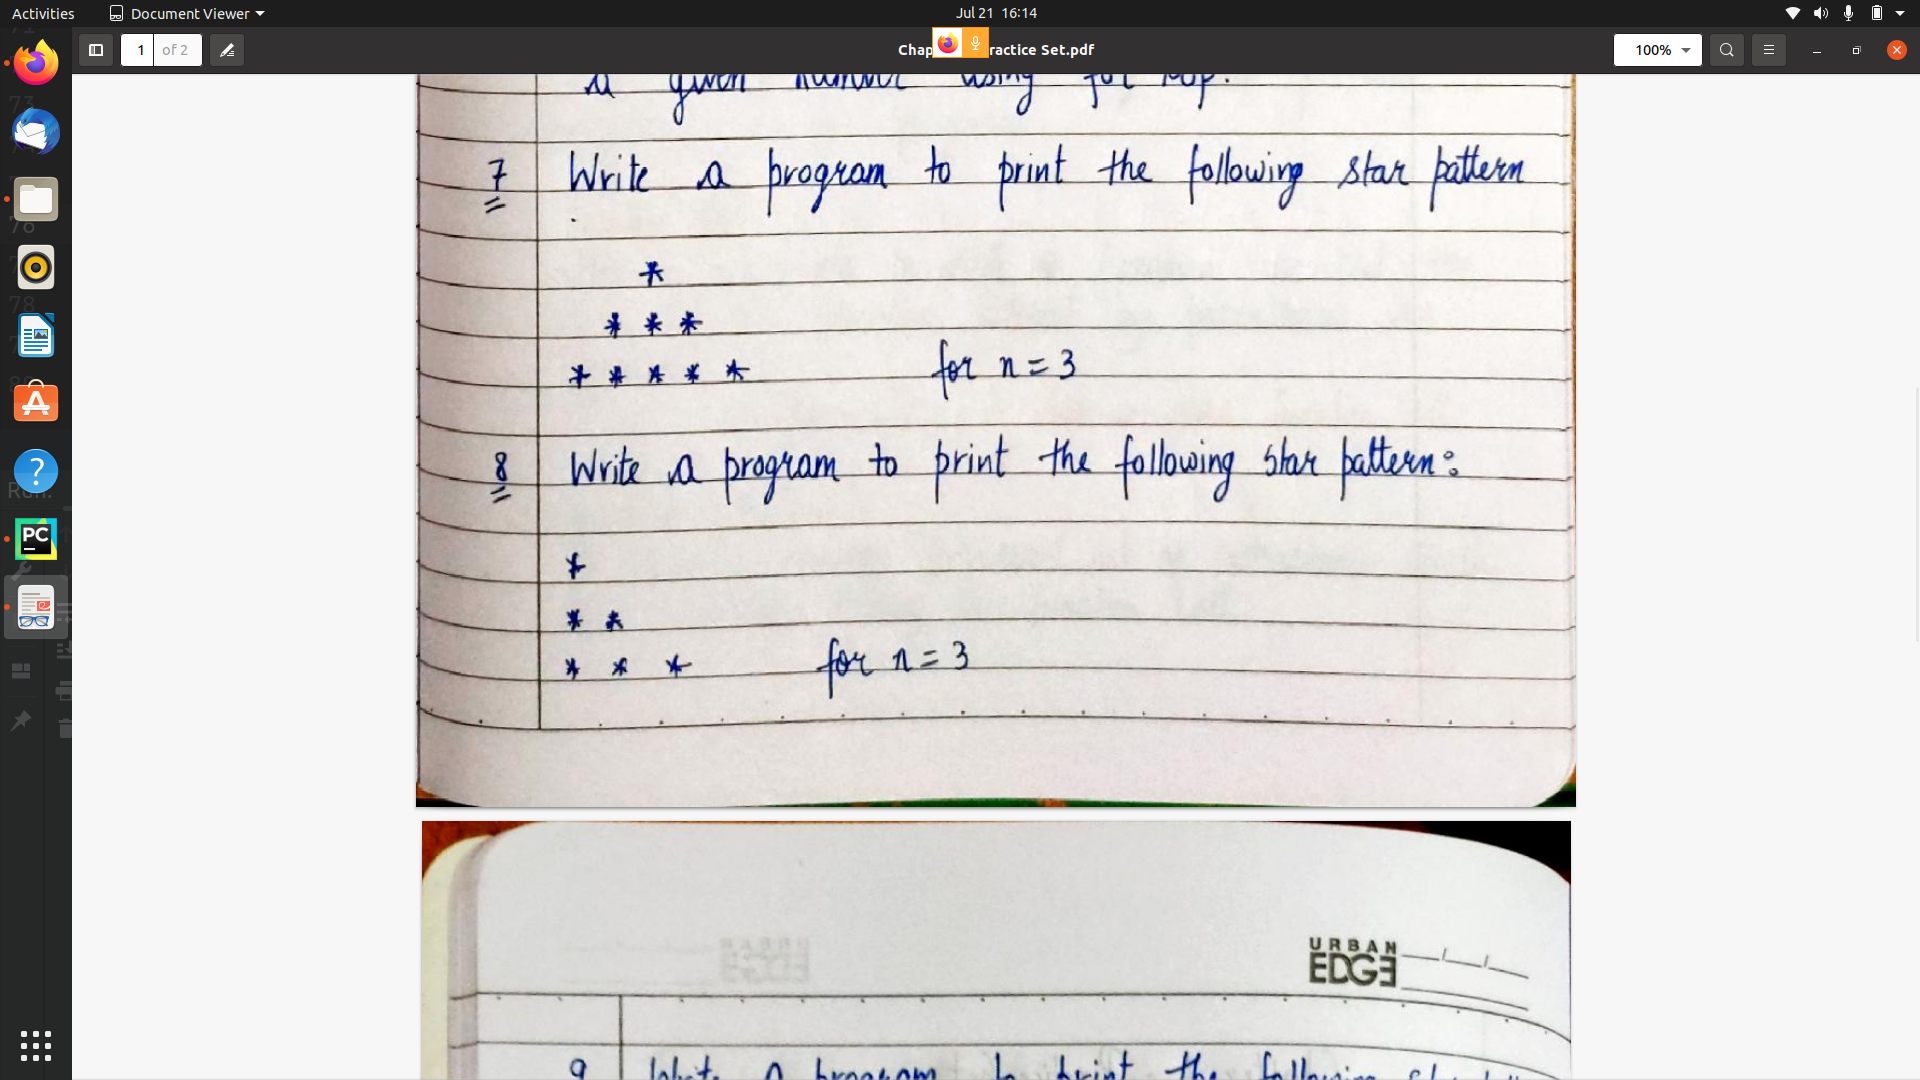 Activities Document Viewer Jul 21 16:14
1 of 2 Chap ractice Set.pdf 100%
a given number using for loop.
7 Write a program to print the following star pattern
*
* * *
* * * * * for n = 3
8 Write a program to print the following star pattern:
*
* *
* * * for n = 3
URBAN
EDGE
9 Write a program to print the following
PC